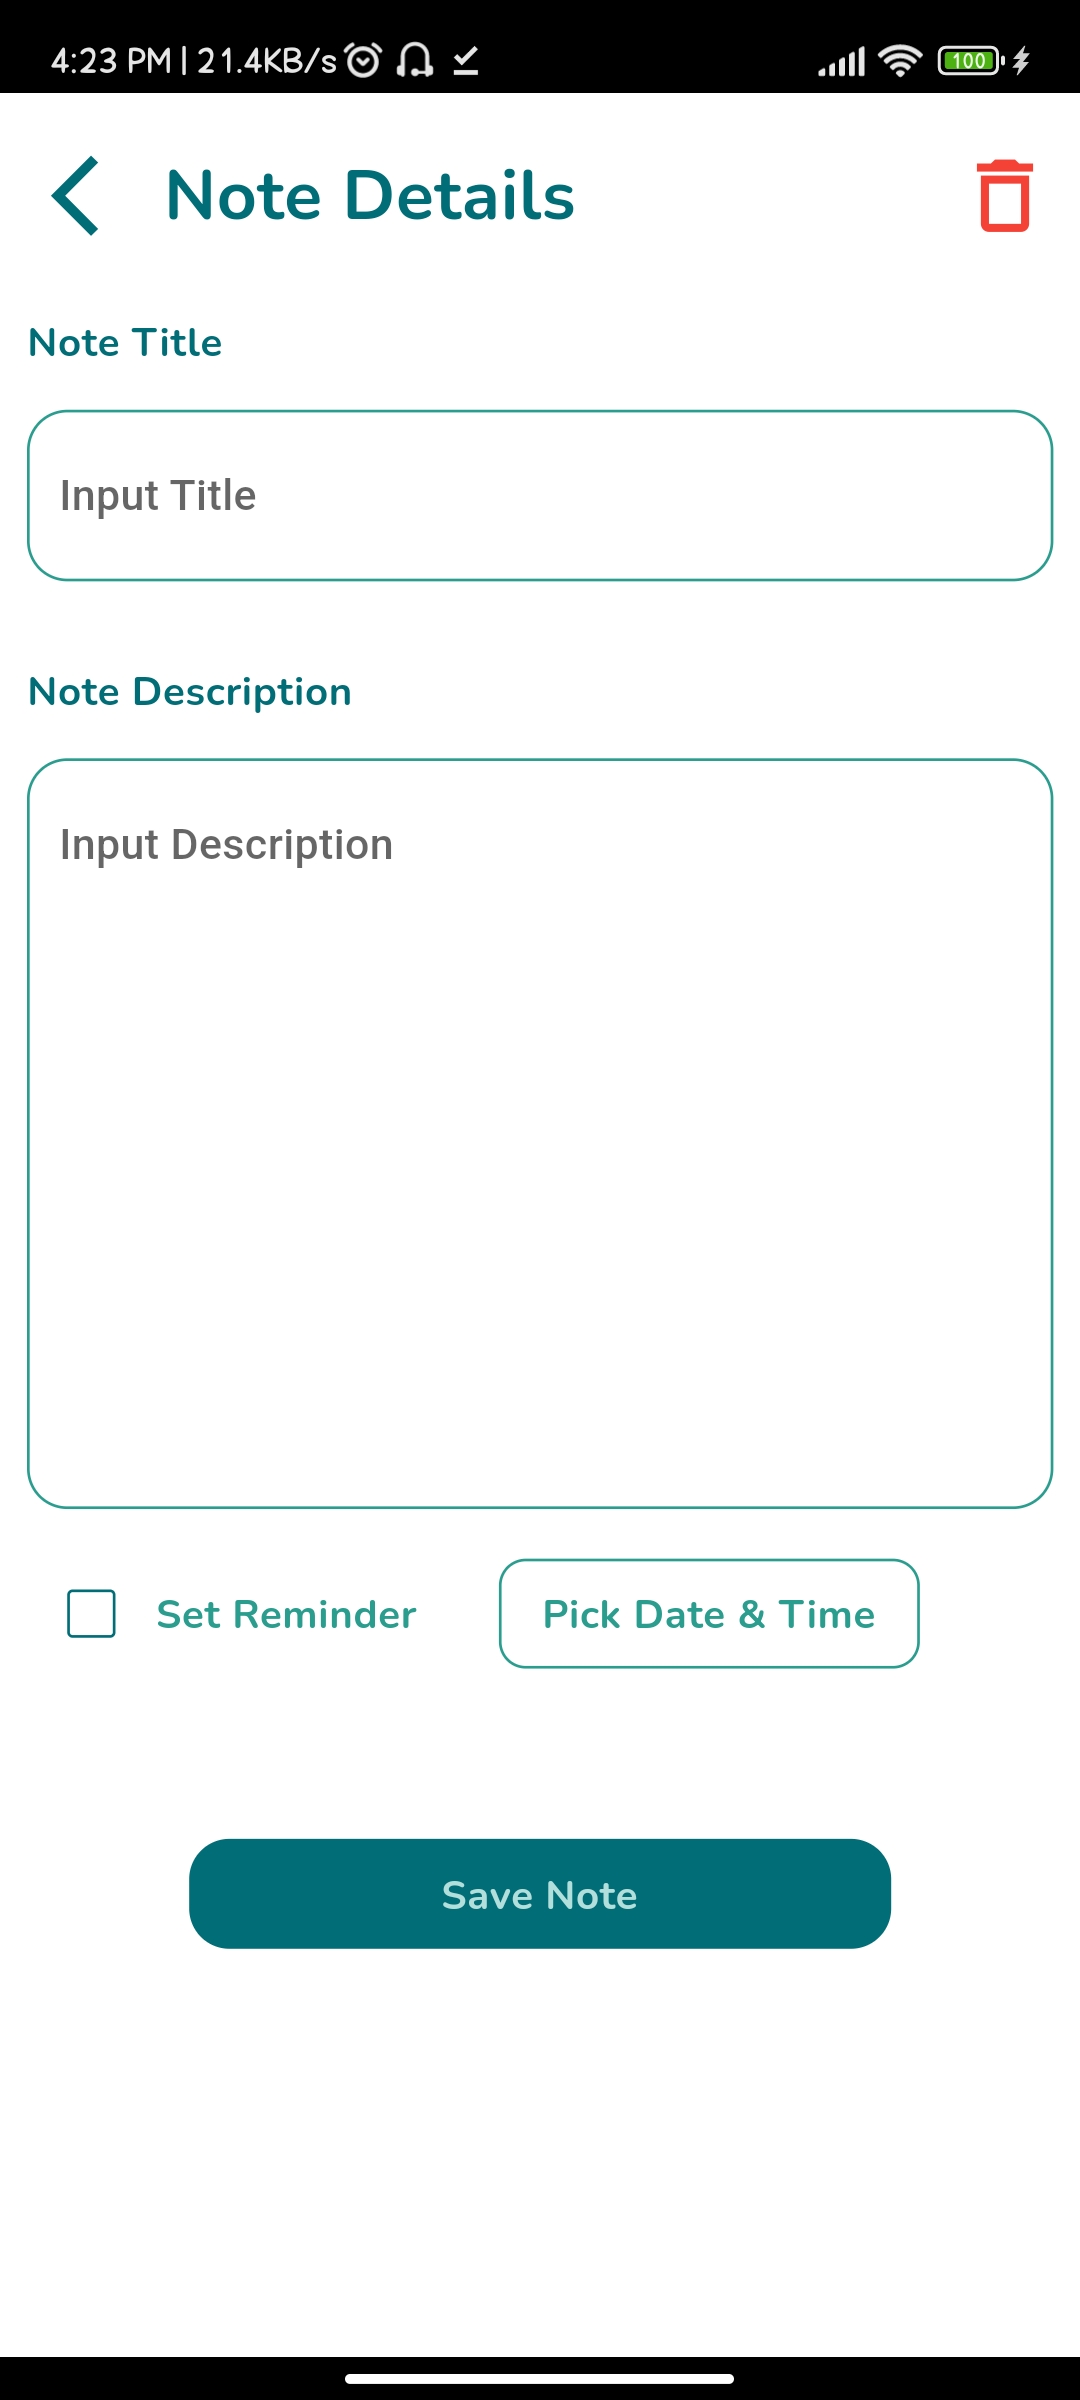 4:23 PM | 21.4KB/s 100
Note Details
Note Title
Input Title
Note Description
Input Description
Set Reminder Pick Date & Time
Save Note